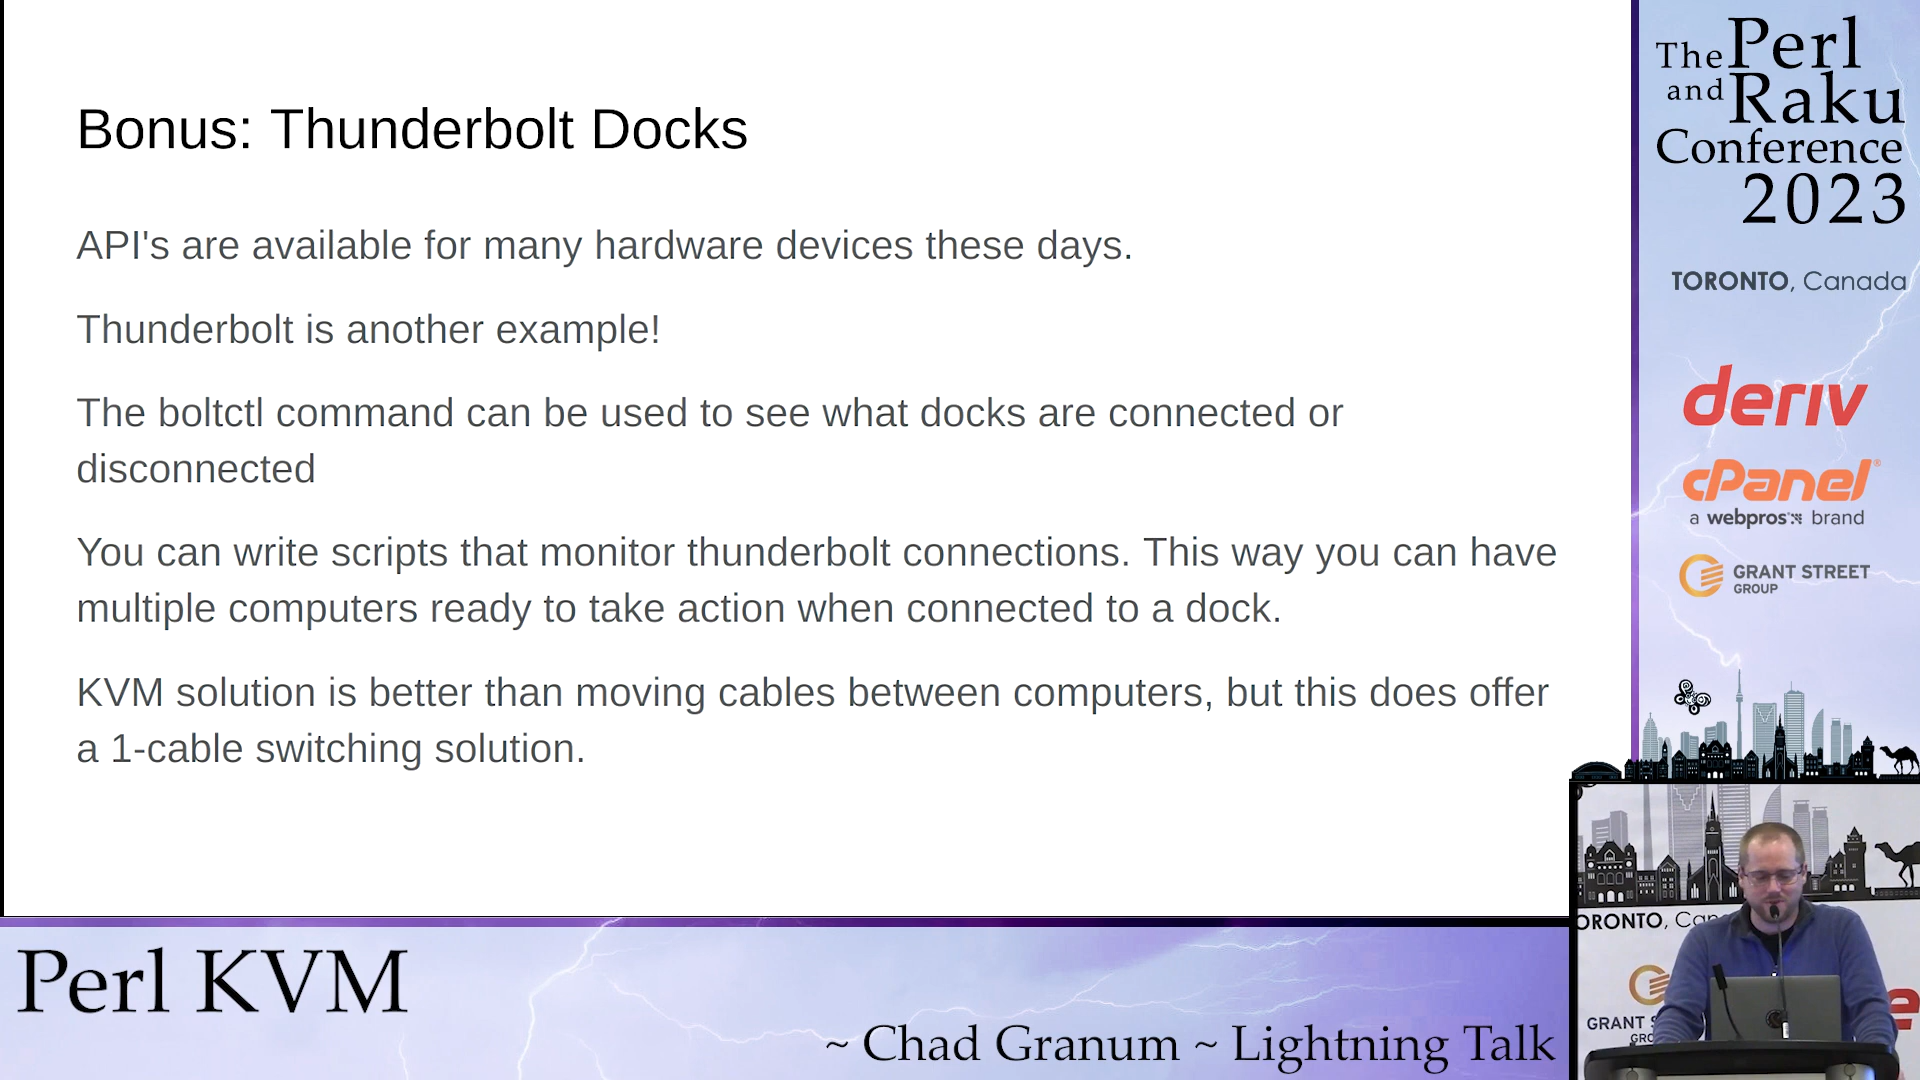 Bonus: Thunderbolt Docks
API's are available for many hardware devices these days.
Thunderbolt is another example!
The boltctl command can be used to see what docks are connected or
disconnected
You can write scripts that monitor thunderbolt connections. This way you can have
multiple computers ready to take action when connected to a dock.
KVM solution is better than moving cables between computers, but this does offer
a 1-cable switching solution.
The Perl
and Raku
Conference
2023
TORONTO, Canada
deriv
cPanel®
a webpros brand
GRANT STREET
GROUP
ORONTO, Can
GRANT S
GRO
e
Perl KVM
~ Chad Granum ~ Lightning Talk